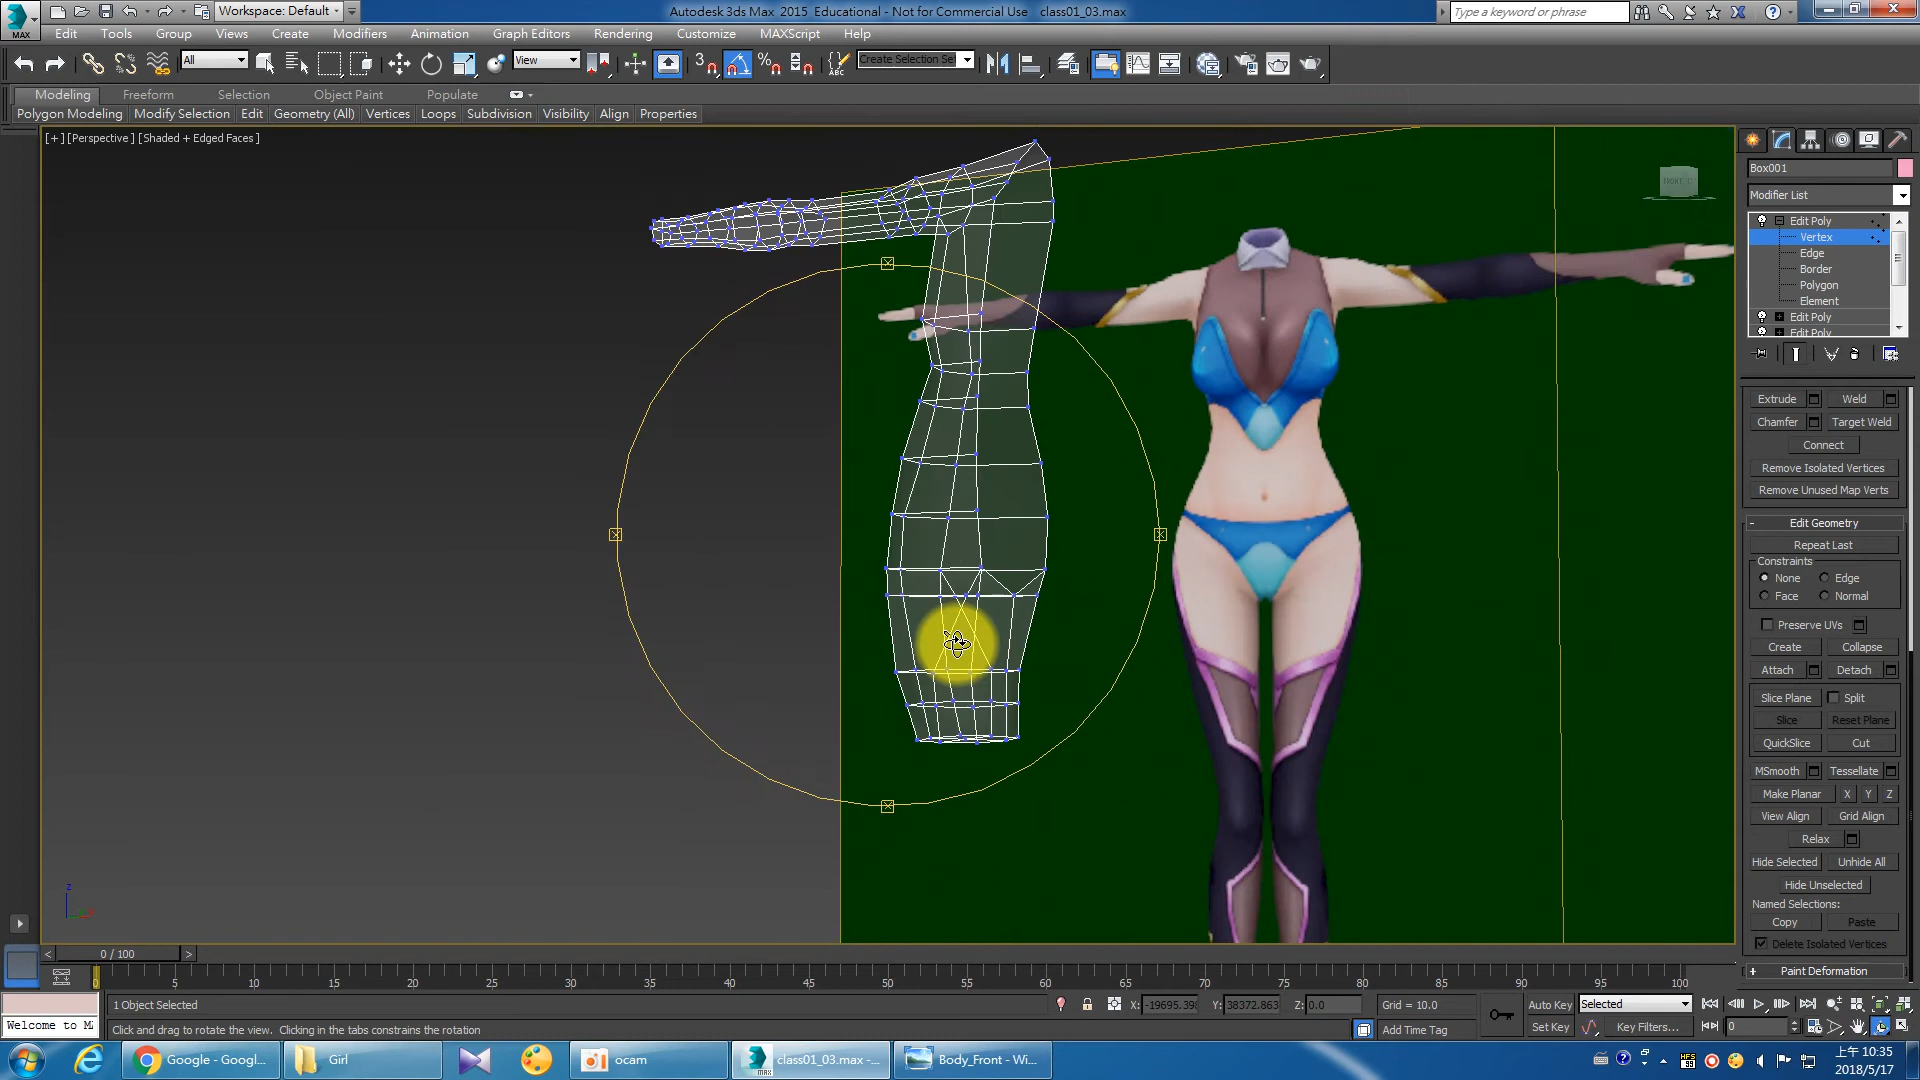 Workspace: Default
Autodesk 3ds Max 2015   Educational - Not for Commercial Use   class01_03.max
Type a keyword or phrase
MAX
Edit Tools Group Views Create Modifiers Animation Graph Editors Rendering Customize MAXScript Help
All
View
3
Create Selection Se
ABC
Modeling Freeform Selection Object Paint Populate
Polygon Modeling Modify Selection Edit Geometry (All) Vertices Loops Subdivision Visibility Align Properties
[+] [Perspective] [Shaded + Edged Faces]
FRONT
Box001
Modifier List
Edit Poly
Vertex
Edge
Border
Polygon
Element
Edit Poly
Edit Poly
Extrude Weld
Chamfer Target Weld
Connect
Remove Isolated Vertices
Remove Unused Map Verts
- Edit Geometry
Repeat Last
Constraints
None Edge
Face Normal
Preserve UVs
Create Collapse
Attach Detach
Slice Plane Split
Slice Reset Plane
QuickSlice Cut
MSmooth Tessellate
Make Planar X Y Z
View Align Grid Align
Relax
Hide Selected Unhide All
Hide Unselected
Named Selections:
Copy Paste
Delete Isolated Vertices
+ Paint Deformation
z
< 0 / 100 >
0 5 10 15 20 25 30 35 40 45 50 55 60 65 70 75 80 85 90 95 100
1 Object Selected
X: -19695.398 Y: 38372.863 Z: 0.0 Grid = 10.0
Auto Key Selected
Welcome to M
Click and drag to rotate the view. Clicking in the tabs constrains the rotation
Add Time Tag
Set Key Key Filters... 0
Google - Googl...
Girl
ocam
class01_03.max -...
Body_Front - Wi...
上午 10:35
2018/5/17